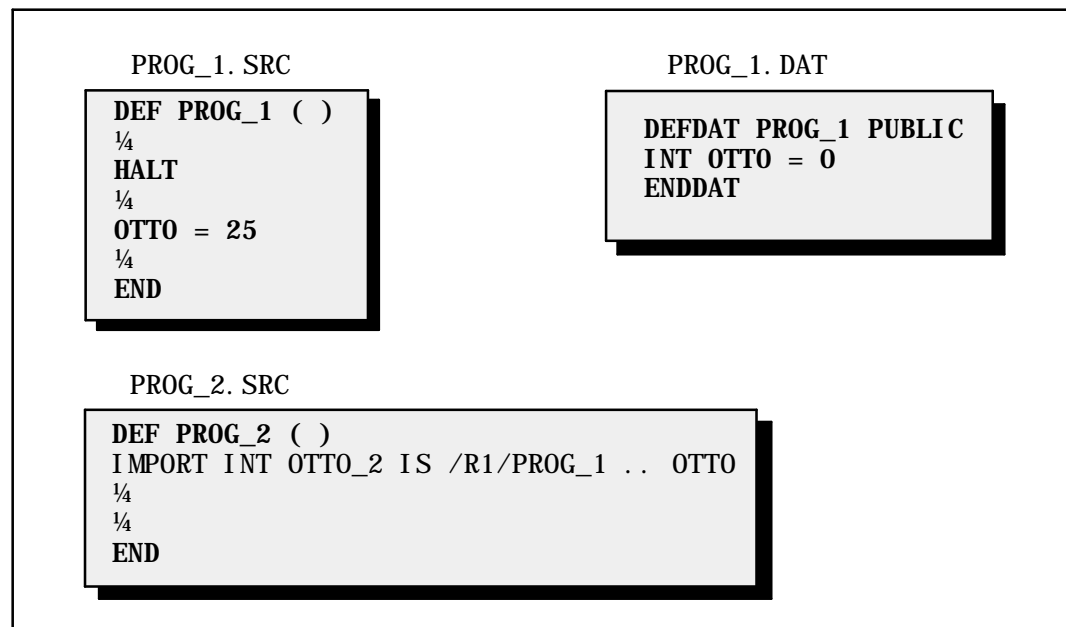 PROG_1.SRC
DEF PROG_1 ( )
¼
HALT
¼
OTTO = 25
¼
END
PROG_1.DAT
DEFDAT PROG_1 PUBLIC
INT OTTO = 0
ENDDAT
PROG_2.SRC
DEF PROG_2 ( )
IMPORT INT OTTO_2 IS /R1/PROG_1 .. OTTO
¼
¼
END